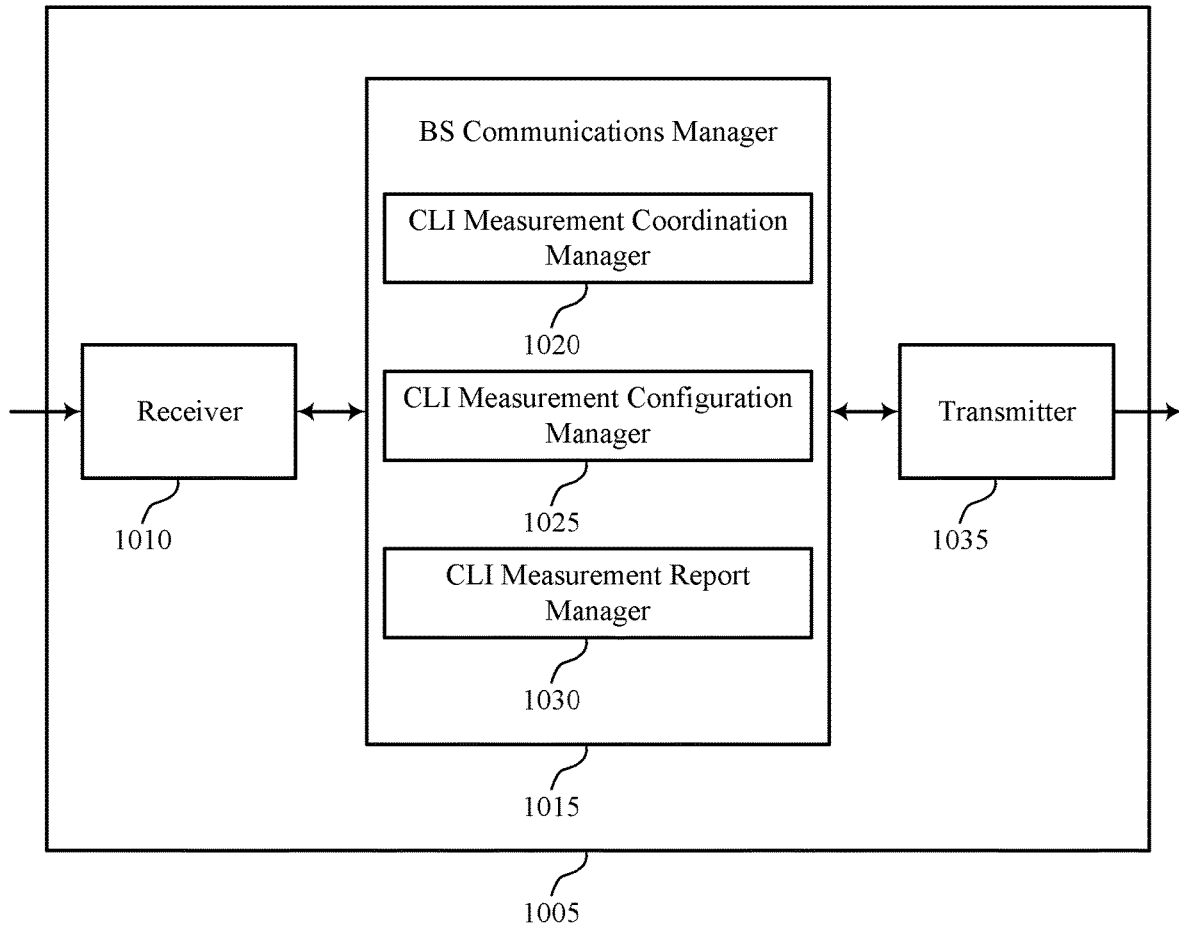 BS Communications Manager
CLI Measurement Coordination
Manager
1020
Receiver
1010
CLI Measurement Configuration
Manager
1025
Transmitter
1035
CLI Measurement Report
Manager
1030
1015
1005